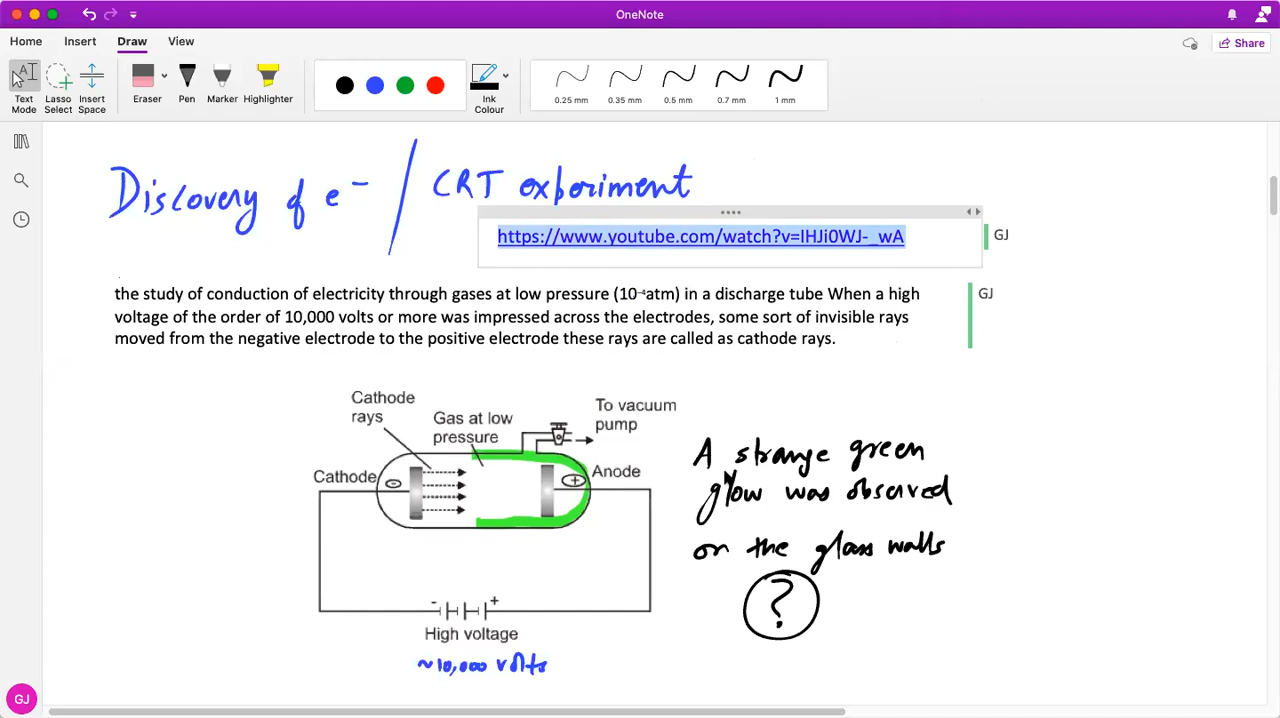 OneNote
Home Insert Draw View
Share
Text Mode
Lasso Select
Insert Space
Eraser
Pen
Marker
Highlighter
Ink Colour
0.25 mm
0.35 mm
0.5 mm
0.7 mm
1 mm
Discovery of e⁻ / CRT experiment
https://www.youtube.com/watch?v=IHJi0WJ-_wA
GJ
the study of conduction of electricity through gases at low pressure (10⁻⁴atm) in a discharge tube When a high
voltage of the order of 10,000 volts or more was impressed across the electrodes, some sort of invisible rays
moved from the negative electrode to the positive electrode these rays are called as cathode rays.
GJ
Cathode
rays
Gas at low
pressure
To vacuum
pump
Cathode
-
+
Anode
- +
High voltage
~10,000 volts
A strange green
glow was observed
on the glass walls
?
GJ